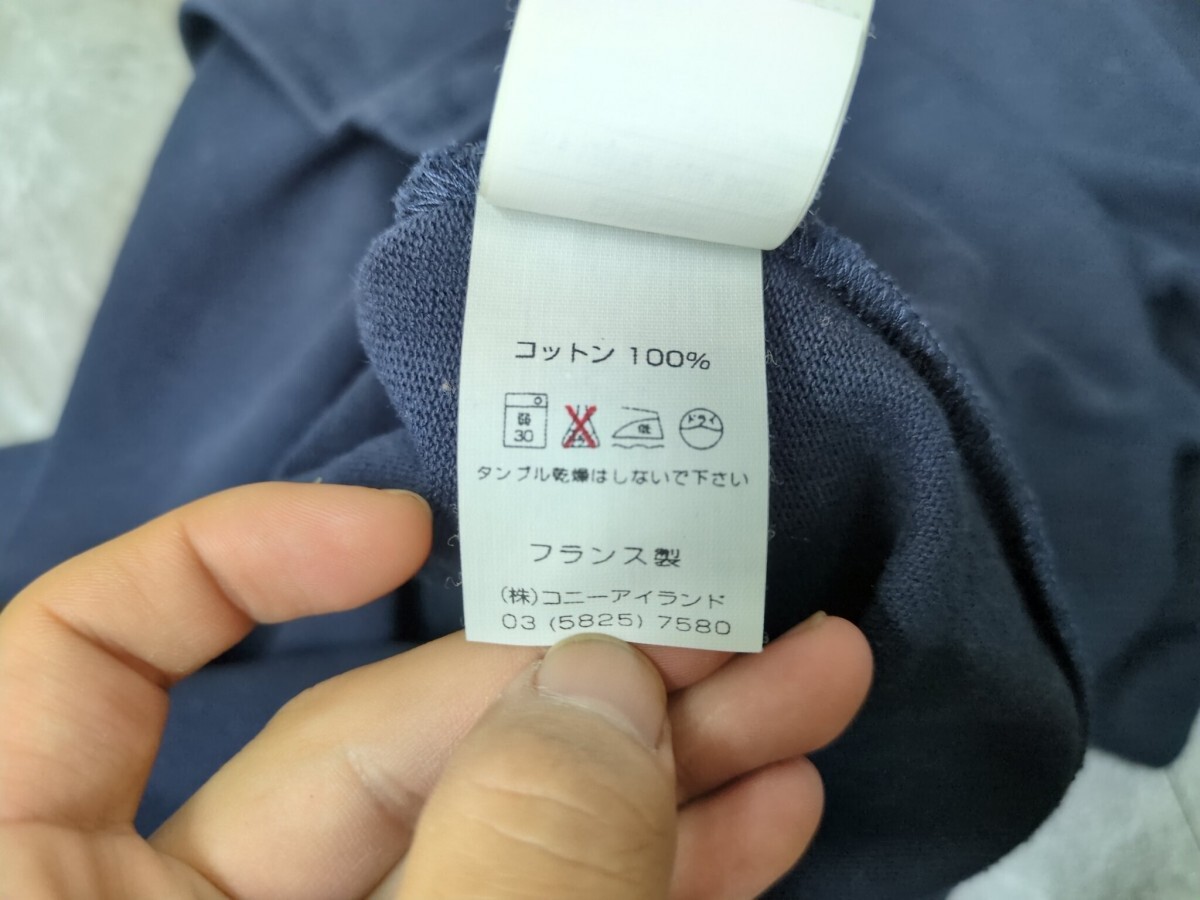 コットン 100%
弱 30 低 ドライ
タンブル乾燥はしないで下さい
フランス製
(株)コニーアイランド
03 (5825) 7580